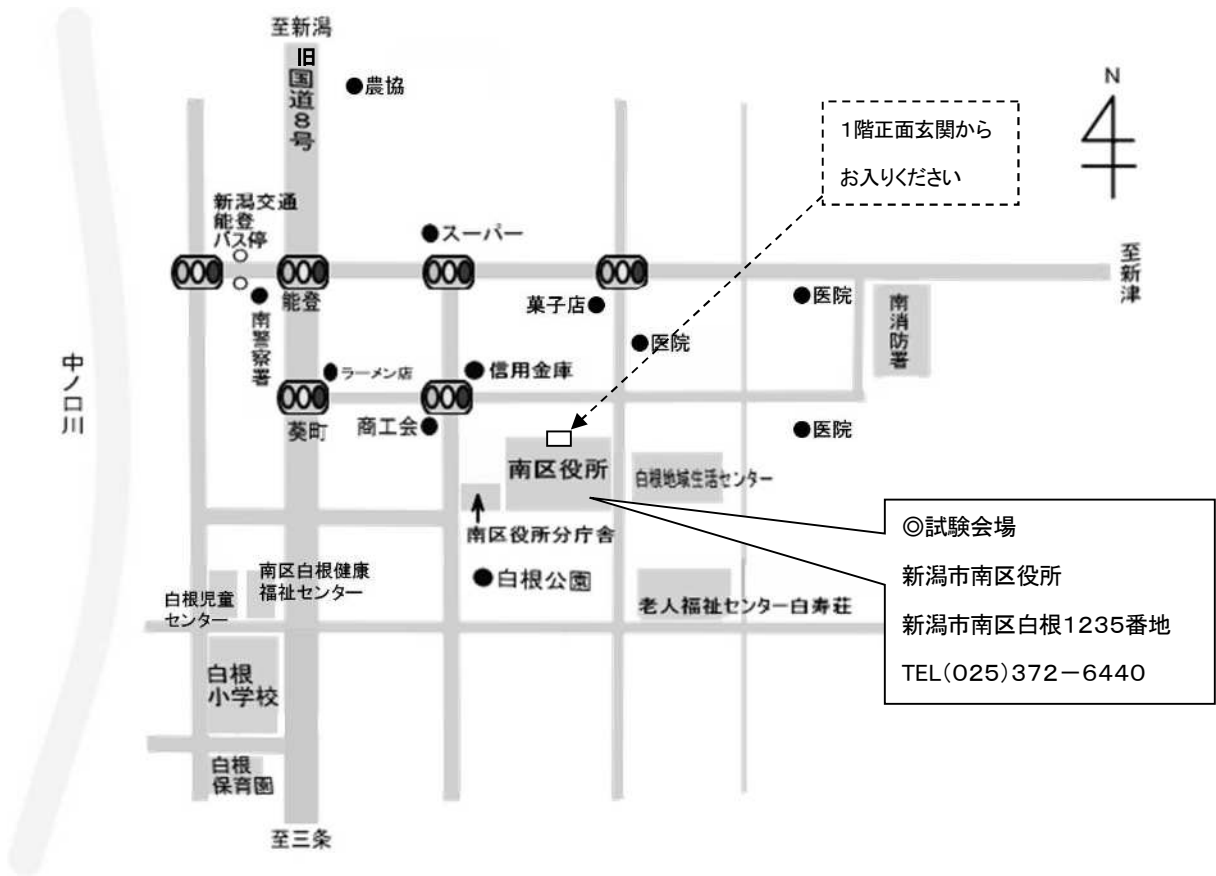 至新潟
旧
国道8号
●農協
N
1階正面玄関から
お入りください
新潟交通
能登
バス停
●スーパー
至新津
能登
菓子店●
●医院
南消防署
南警察署
●医院
中ノ口川
●ラーメン店
●信用金庫
葵町
商工会●
●医院
南区役所
白根地域生活センター
南区役所分庁舎
◎試験会場
新潟市南区役所
新潟市南区白根1235番地
TEL(025)372－6440
南区白根健康
福祉センター
●白根公園
白根児童
センター
老人福祉センター白寿荘
白根
小学校
白根
保育園
至三条